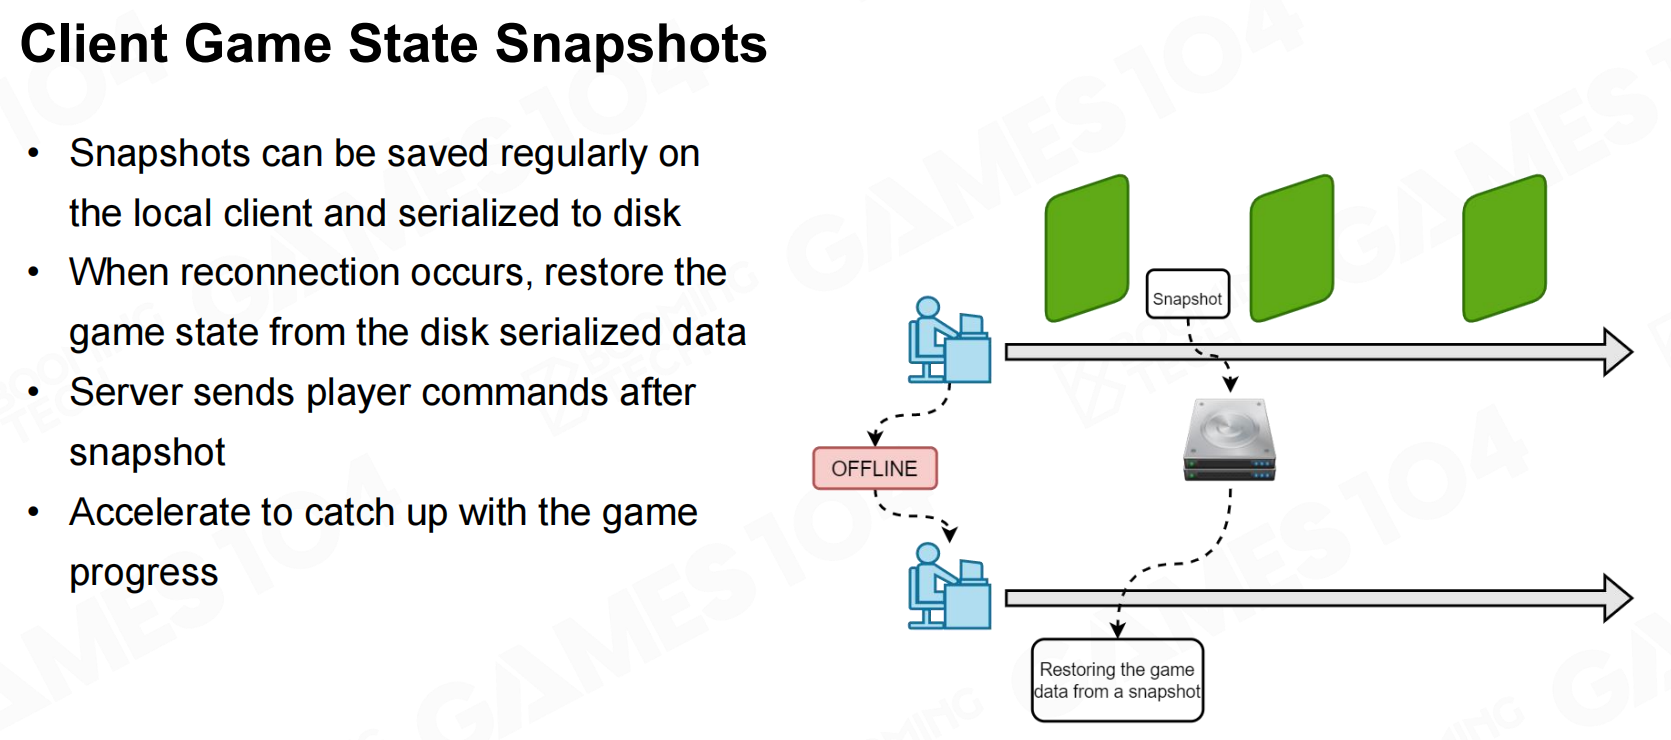 Client Game State Snapshots
• Snapshots can be saved regularly on
the local client and serialized to disk
• When reconnection occurs, restore the
game state from the disk serialized data
• Server sends player commands after
snapshot
• Accelerate to catch up with the game
progress
Snapshot
OFFLINE
Restoring the game
data from a snapshot
GAMES104
BOOMING
TECH